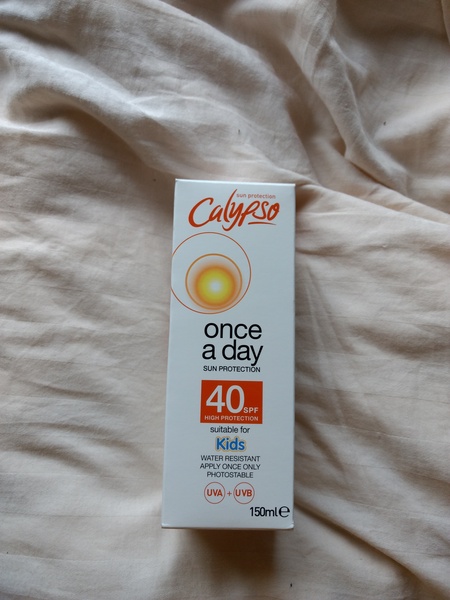 sun protection
Calypso
once
a day
SUN PROTECTION
40 SPF
HIGH PROTECTION
suitable for
Kids
WATER RESISTANT
APPLY ONCE ONLY
PHOTOSTABLE
UVA + UVB
150ml e